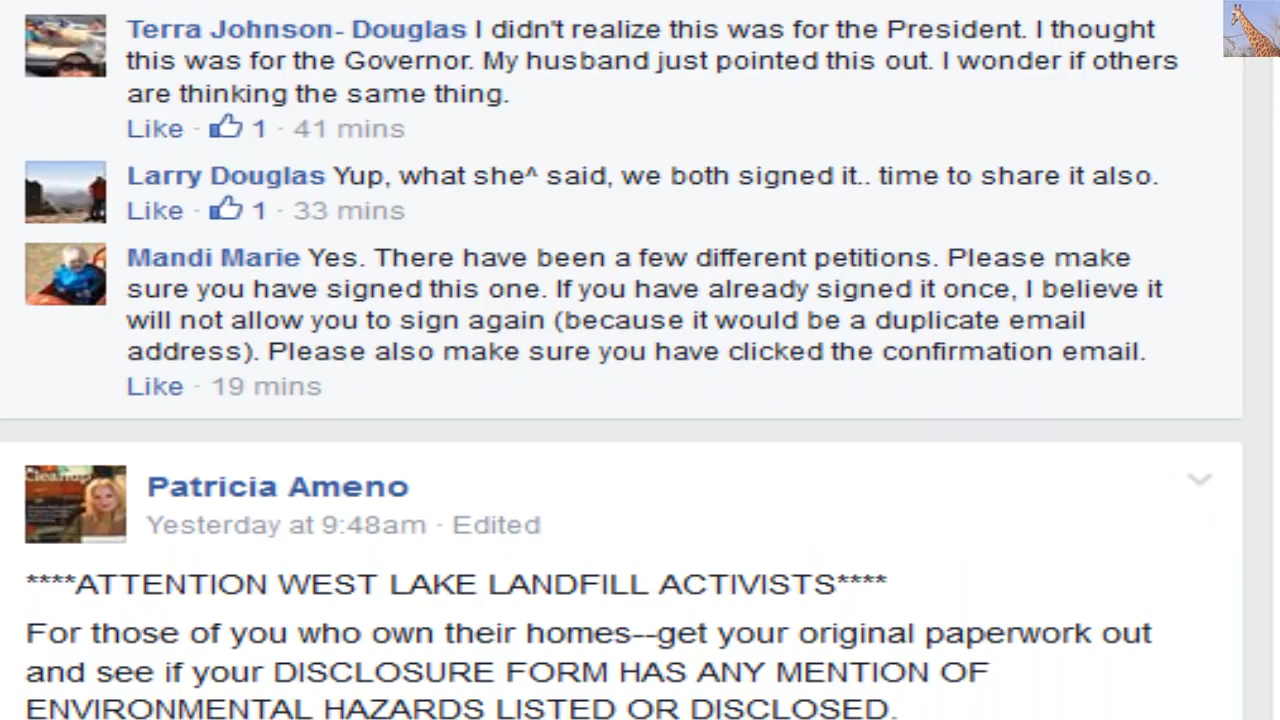 Terra Johnson- Douglas I didn't realize this was for the President. I thought
this was for the Governor. My husband just pointed this out. I wonder if others
are thinking the same thing.
Like · 1 · 41 mins
Larry Douglas Yup, what she^ said, we both signed it.. time to share it also.
Like · 1 · 33 mins
Mandi Marie Yes. There have been a few different petitions. Please make
sure you have signed this one. If you have already signed it once, I believe it
will not allow you to sign again (because it would be a duplicate email
address). Please also make sure you have clicked the confirmation email.
Like · 19 mins
Cleanup
Patricia Ameno
Yesterday at 9:48am · Edited
****ATTENTION WEST LAKE LANDFILL ACTIVISTS****
For those of you who own their homes--get your original paperwork out
and see if your DISCLOSURE FORM HAS ANY MENTION OF
ENVIRONMENTAL HAZARDS LISTED OR DISCLOSED.